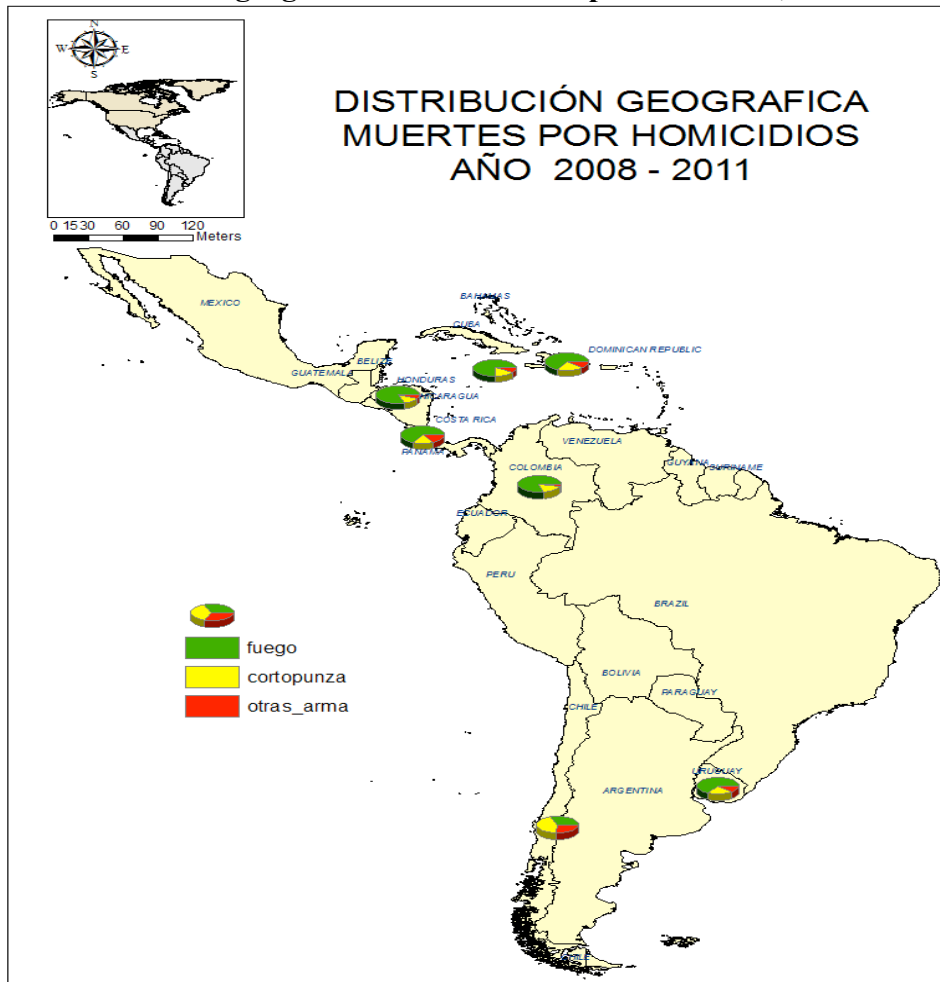 N
W E
S
DISTRIBUCIÓN GEOGRAFICA
MUERTES POR HOMICIDIOS
AÑO 2008 - 2011
0 15 30 60 90 120
Meters
MEXICO
BAHAMAS
CUBA
DOMINICAN REPUBLIC
BELIZE
GUATEMALA
HONDURAS
NICARAGUA
COSTA RICA
PANAMA
VENEZUELA
GUYANA
SURINAME
COLOMBIA
ECUADOR
PERU
BRAZIL
BOLIVIA
PARAGUAY
CHILE
URUGUAY
ARGENTINA
CHILE
fuego
cortopunza
otras_arma